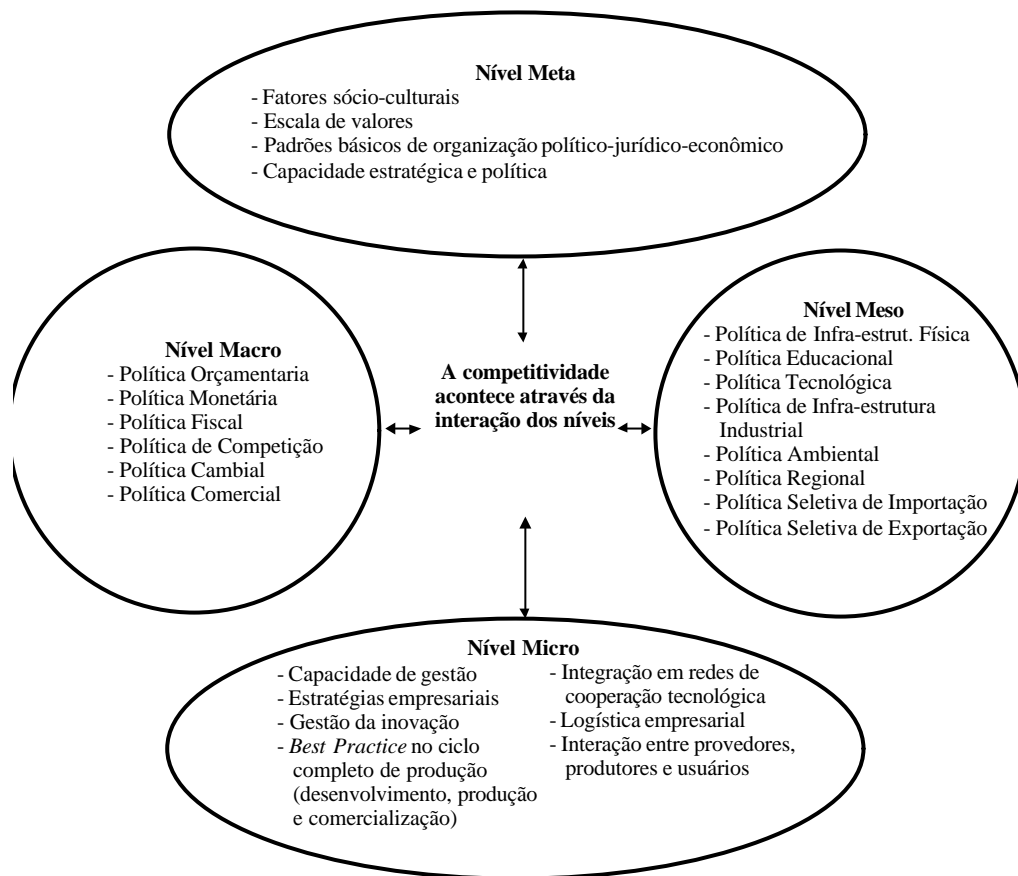 Nível Meta
- Fatores sócio-culturais
- Escala de valores
- Padrões básicos de organização político-jurídico-econômico
- Capacidade estratégica e política
Nível Macro
- Política Orçamentaria
- Política Monetária
- Política Fiscal
- Política de Competição
- Política Cambial
- Política Comercial
A competitividade
acontece através da
interação dos níveis
Nível Meso
- Política de Infra-estrut. Física
- Política Educacional
- Política Tecnológica
- Política de Infra-estrutura
Industrial
- Política Ambiental
- Política Regional
- Política Seletiva de Importação
- Política Seletiva de Exportação
Nível Micro
- Capacidade de gestão
- Estratégias empresariais
- Gestão da inovação
- Best Practice no ciclo
completo de produção
(desenvolvimento, produção
e comercialização)
- Integração em redes de
cooperação tecnológica
- Logística empresarial
- Interação entre provedores,
produtores e usuários